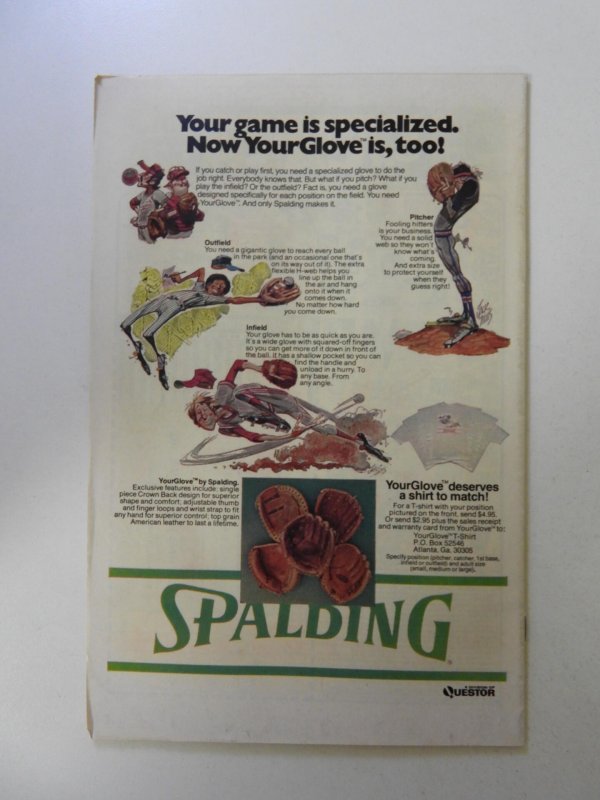 Your game is specialized.
Now YourGlove™ is, too!
If you catch or play first, you need a specialized glove to do the
job right. Everybody knows that. But what if you pitch? What if you
play the infield? Or the outfield? Fact is, you need a glove
designed specifically for each position on the field. You need
YourGlove™. And only Spalding makes it.
Pitcher
Fooling hitters
is your business.
You need a solid
web so they won't
know what's
coming.
And extra size
to protect yourself
when they
guess right!
Outfield
You need a gigantic glove to reach every ball
in the park (and an occasional one that's
on its way out of it). The extra
flexible H-web helps you
line up the ball in
the air and hang
onto it when it
comes down.
No matter how hard
you come down.
Infield
Your glove has to be as quick as you are.
It's a wide glove with squared-off fingers
so you can get more of it down in front of
the ball. It has a shallow pocket so you can
find the handle and
unload in a hurry. To
any base. From
any angle.
YourGlove™ by Spalding.
Exclusive features include: single
piece Crown Back design for superior
shape and comfort; adjustable thumb
and finger loops and wrist strap to fit
any hand for superior control; top grain
American leather to last a lifetime.
YourGlove™ deserves
a shirt to match!
For a T-shirt with your position
pictured on the front, send $4.95.
Or send $2.95 plus the sales receipt
and warranty card from YourGlove™ to:
YourGlove™ T-Shirt
P.O. Box 52546
Atlanta, Ga. 30305
Specify position (pitcher, catcher, 1st base,
infield or outfield) and adult size
(small, medium or large).
SPALDING
A DIVISION OF
QUESTOR